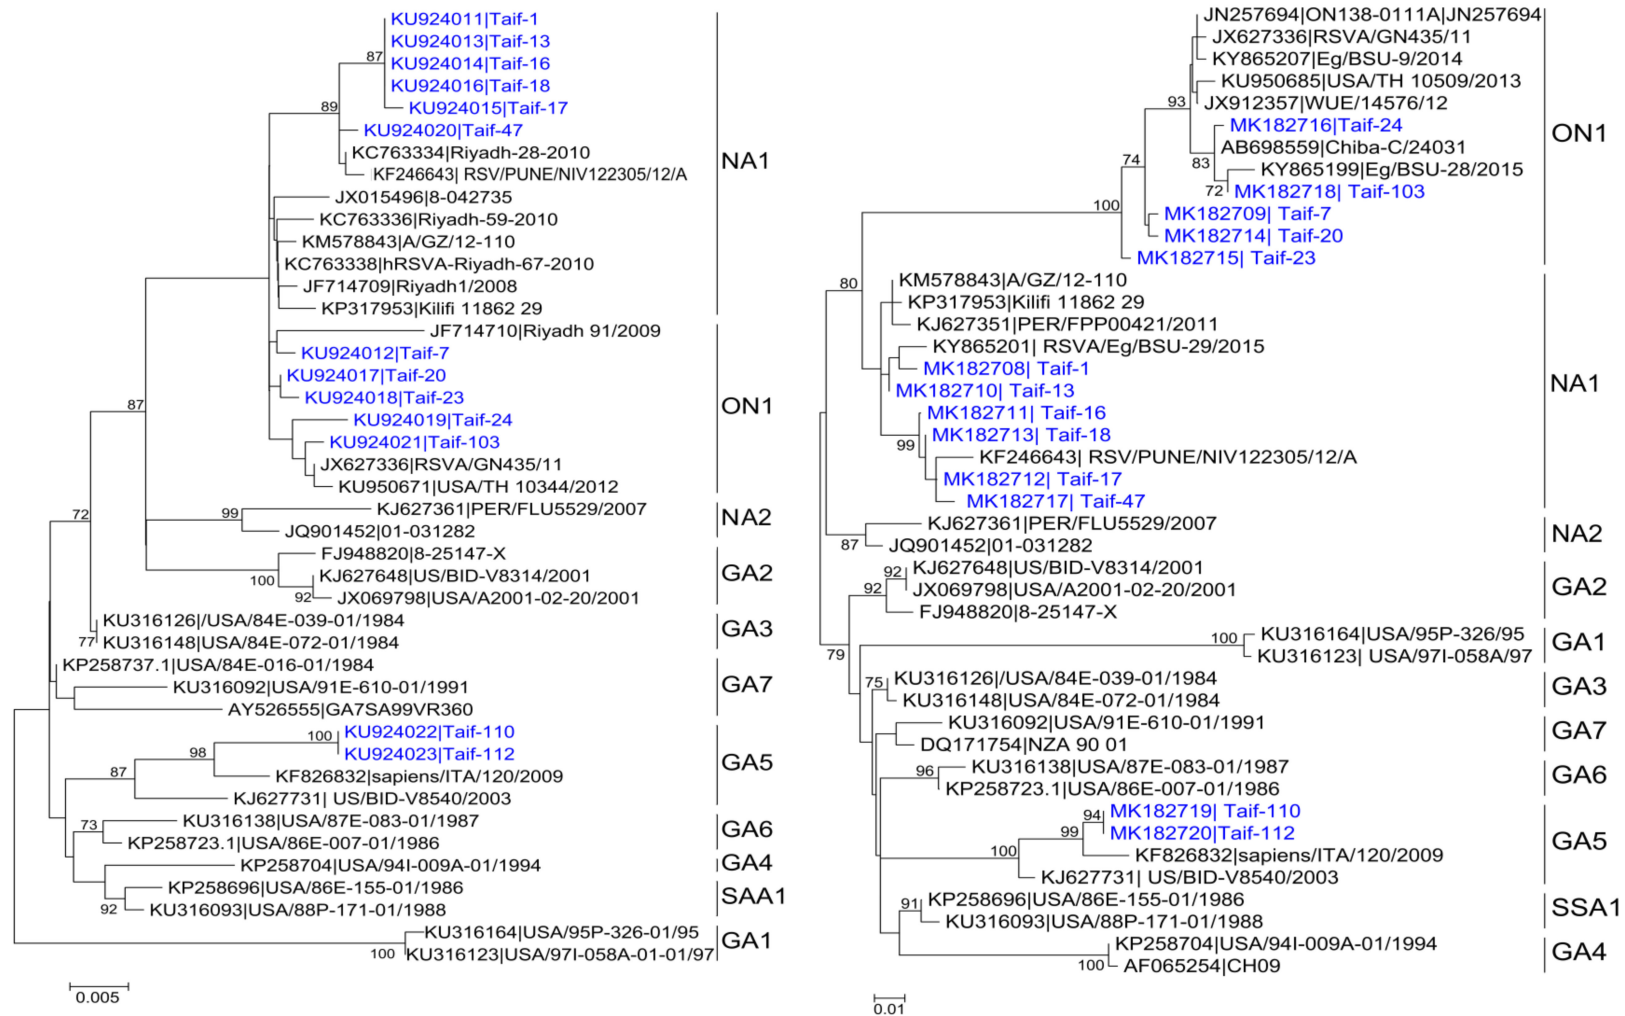 KU924011|Taif-1
KU924013|Taif-13
87
KU924014|Taif-16
KU924016|Taif-18
89
KU924015|Taif-17
KU924020|Taif-47
KC763334|Riyadh-28-2010
NA1
KF246643| RSV/PUNE/NIV122305/12/A
JX015496|8-042735
KC763336|Riyadh-59-2010
KM578843|A/GZ/12-110
KC763338|hRSVA-Riyadh-67-2010
JF714709|Riyadh1/2008
KP317953|Kilifi 11862 29
JF714710|Riyadh 91/2009
KU924012|Taif-7
KU924017|Taif-20
KU924018|Taif-23
87
ON1
KU924019|Taif-24
KU924021|Taif-103
JX627336|RSVA/GN435/11
KU950671|USA/TH 10344/2012
KJ627361|PER/FLU5529/2007
72
99
NA2
JQ901452|01-031282
FJ948820|8-25147-X
KJ627648|US/BID-V8314/2001
GA2
100
92
JX069798|USA/A2001-02-20/2001
KU316126|/USA/84E-039-01/1984
GA3
77
KU316148|USA/84E-072-01/1984
KP258737.1|USA/84E-016-01/1984
KU316092|USA/91E-610-01/1991
GA7
AY526555|GA7SA99VR360
100
KU924022|Taif-110
98
KU924023|Taif-112
GA5
87
KF826832|sapiens/ITA/120/2009
KJ627731| US/BID-V8540/2003
73
KU316138|USA/87E-083-01/1987
GA6
KP258723.1|USA/86E-007-01/1986
KP258704|USA/94I-009A-01/1994
GA4
KP258696|USA/86E-155-01/1986
SAA1
92
KU316093|USA/88P-171-01/1988
KU316164|USA/95P-326-01/95
GA1
100
KU316123|USA/97I-058A-01-01/97
0.005
JN257694|ON138-0111A|JN257694
JX627336|RSVA/GN435/11
KY865207|Eg/BSU-9/2014
KU950685|USA/TH 10509/2013
93
JX912357|WUE/14576/12
MK182716|Taif-24
ON1
AB698559|Chiba-C/24031
74
83
KY865199|Eg/BSU-28/2015
72
MK182718| Taif-103
100
MK182709| Taif-7
MK182714| Taif-20
MK182715| Taif-23
80
KM578843|A/GZ/12-110
KP317953|Kilifi 11862 29
KJ627351|PER/FPP00421/2011
KY865201| RSVA/Eg/BSU-29/2015
MK182708| Taif-1
NA1
MK182710| Taif-13
MK182711| Taif-16
MK182713| Taif-18
99
KF246643| RSV/PUNE/NIV122305/12/A
MK182712| Taif-17
MK182717| Taif-47
KJ627361|PER/FLU5529/2007
NA2
87
JQ901452|01-031282
92
KJ627648|US/BID-V8314/2001
92
JX069798|USA/A2001-02-20/2001
GA2
FJ948820|8-25147-X
100
KU316164|USA/95P-326/95
GA1
79
KU316123| USA/97I-058A/97
75
KU316126|/USA/84E-039-01/1984
GA3
KU316148|USA/84E-072-01/1984
KU316092|USA/91E-610-01/1991
GA7
DQ171754|NZA 90 01
96
KU316138|USA/87E-083-01/1987
GA6
KP258723.1|USA/86E-007-01/1986
94
MK182719| Taif-110
99
MK182720|Taif-112
GA5
100
KF826832|sapiens/ITA/120/2009
KJ627731| US/BID-V8540/2003
91
KP258696|USA/86E-155-01/1986
SSA1
KU316093|USA/88P-171-01/1988
KP258704|USA/94I-009A-01/1994
GA4
100
AF065254|CH09
0.01